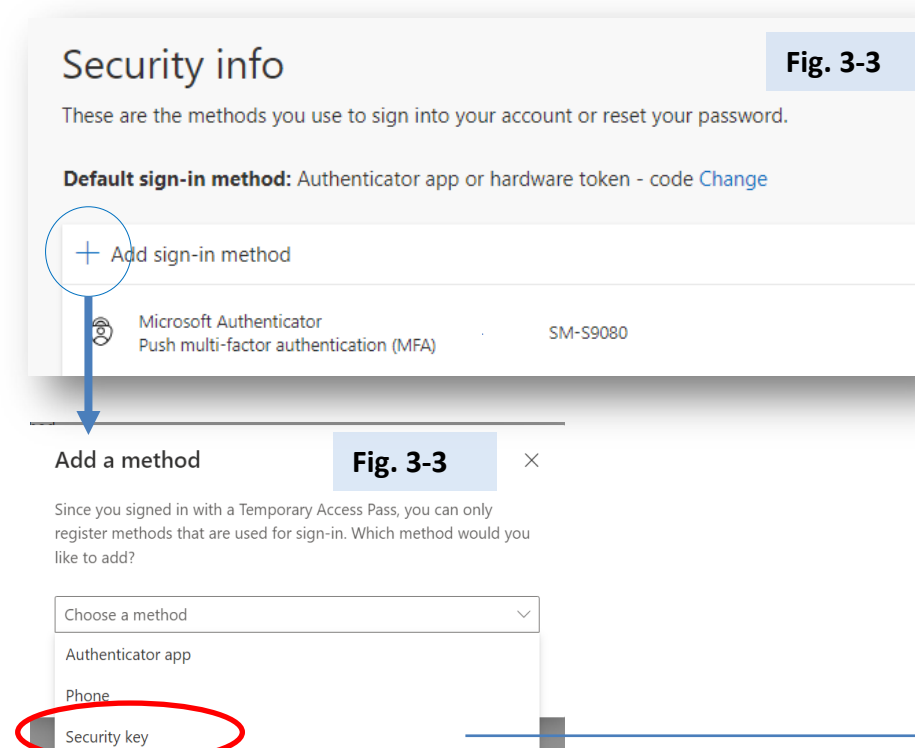 Security info
Fig. 3-3
These are the methods you use to sign into your account or reset your password.
Default sign-in method: Authenticator app or hardware token - code Change
Add sign-in method
Microsoft Authenticator
Push multi-factor authentication (MFA)
SM-S9080
Add a method
Fig. 3-3
Since you signed in with a Temporary Access Pass, you can only
register methods that are used for sign-in. Which method would you
like to add?
Choose a method
Authenticator app
Phone
Security key